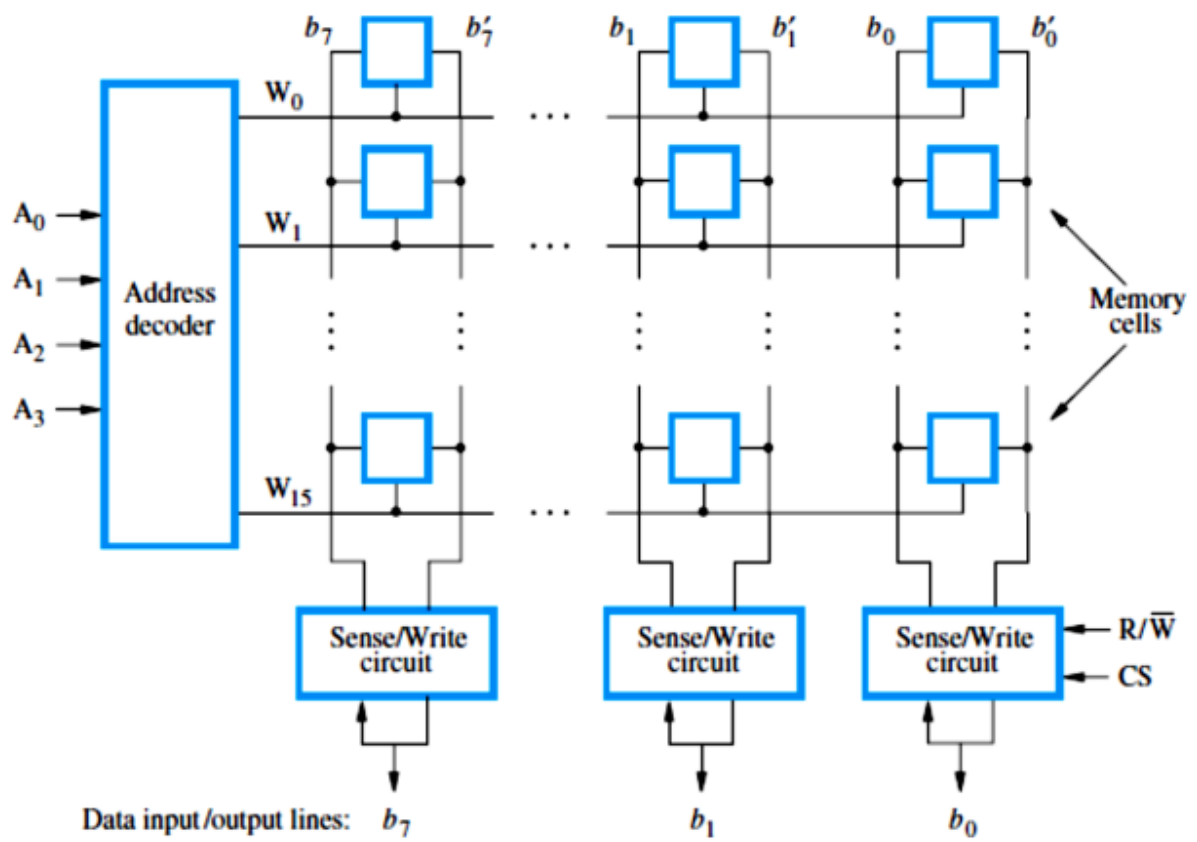 b₇ b′₇ b₁ b′₁ b₀ b′₀
W₀
···
W₁
···
A₀
A₁
A₂
A₃
Address
decoder
Memory
cells
W₁₅
···
Sense/Write
circuit
Sense/Write
circuit
Sense/Write
circuit
R/W̅
CS
Data input/output lines: b₇ b₁ b₀